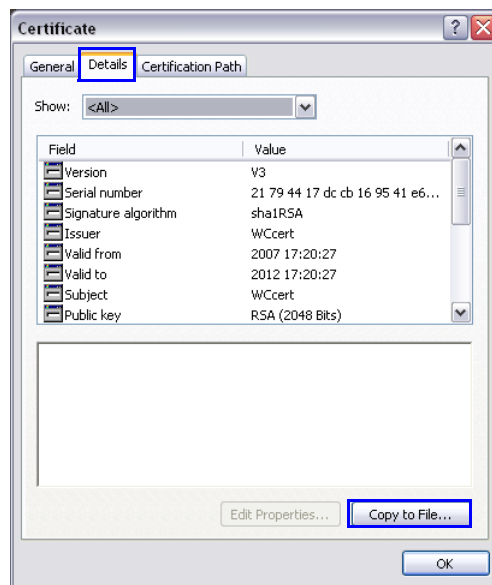 Certificate
General Details Certification Path
Show: <All>
Field Value
Version V3
Serial number 21 79 44 17 dc cb 16 95 41 e6...
Signature algorithm sha1RSA
Issuer WCcert
Valid from 2007 17:20:27
Valid to 2012 17:20:27
Subject WCcert
Public key RSA (2048 Bits)
Edit Properties... Copy to File...
OK